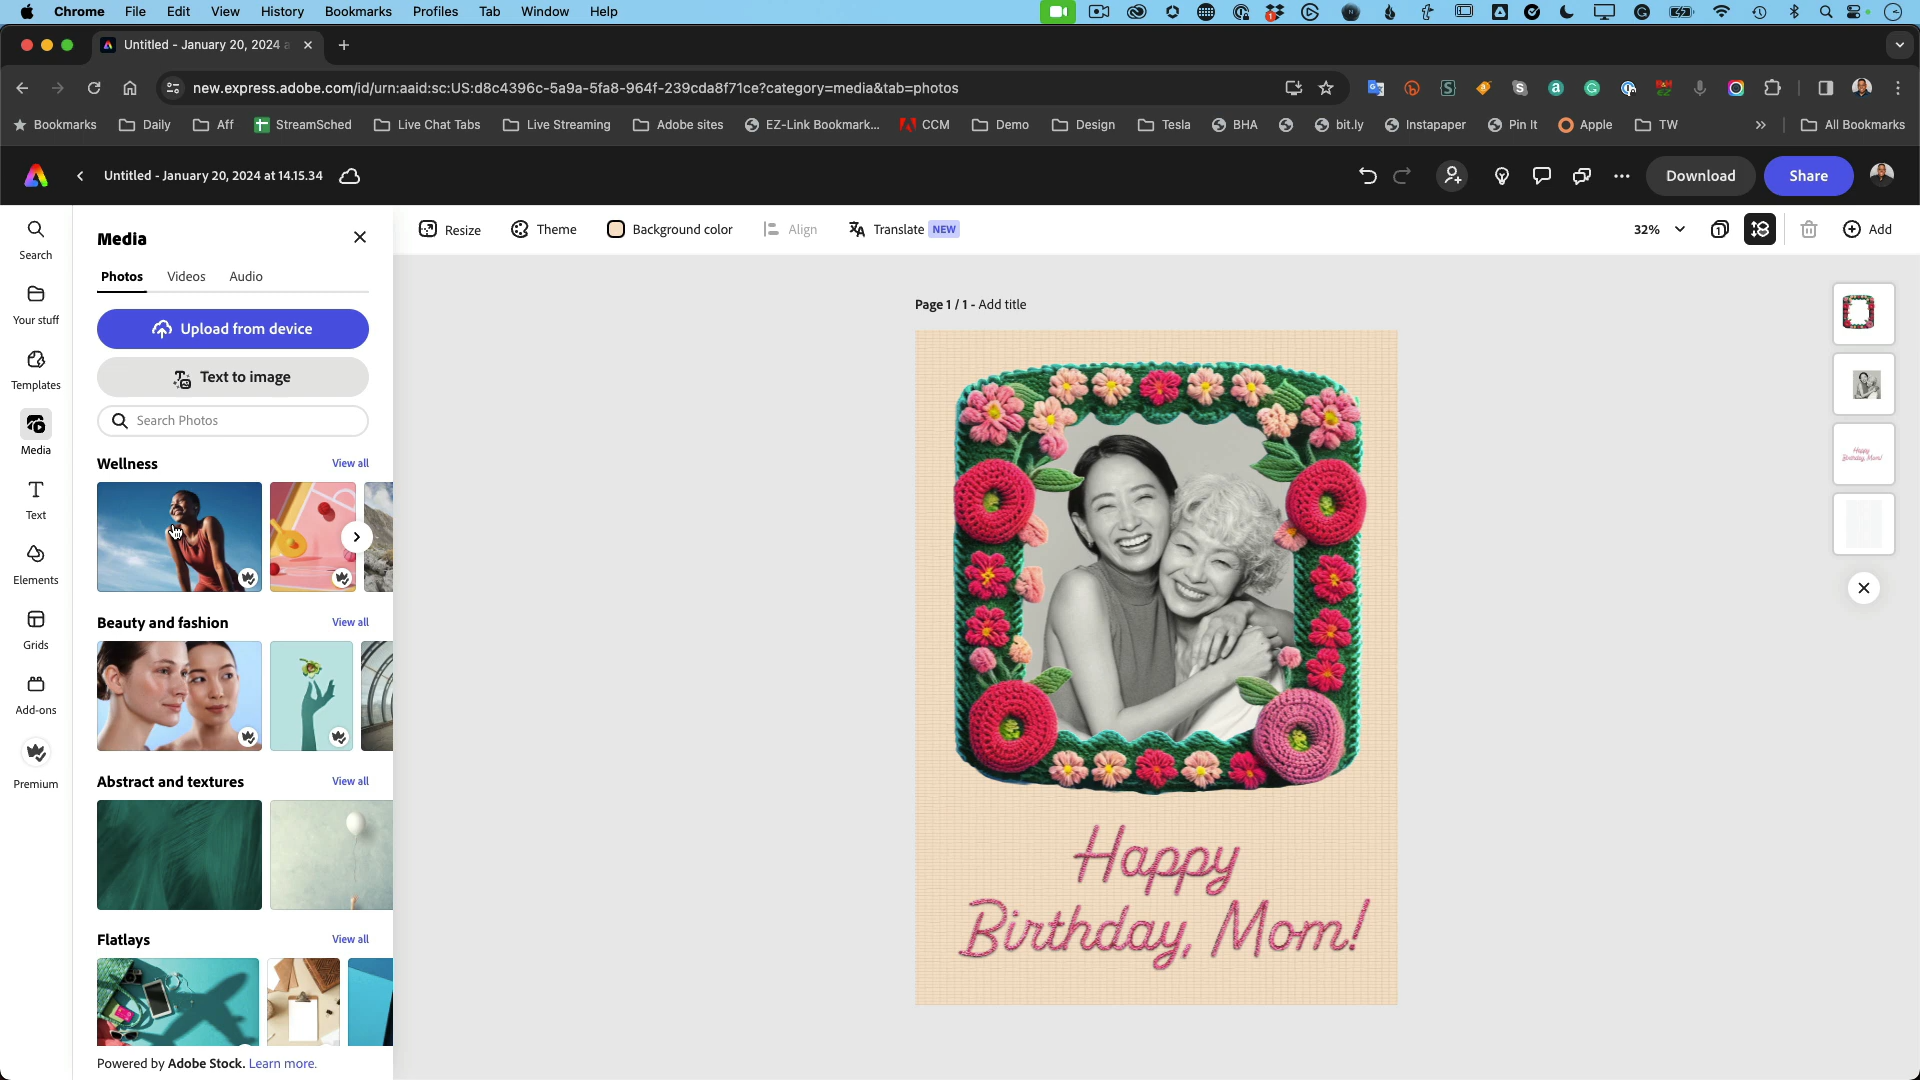 Chrome File Edit View History Bookmarks Profiles Tab Window Help
Untitled - January 20, 2024 a
new.express.adobe.com/id/urn:aaid:sc:US:d8c4396c-5a9a-5fa8-964f-239cda8f71ce?category=media&tab=photos
Bookmarks Daily Aff StreamSched Live Chat Tabs Live Streaming Adobe sites EZ-Link Bookmark... CCM Demo Design Tesla BHA bit.ly Instapaper Pin It Apple TW » All Bookmarks
Untitled - January 20, 2024 at 14.15.34
Download Share
Resize Theme Background color Align Translate NEW
32% Add
Search
Your stuff
Templates
Media
Text
Elements
Grids
Add-ons
Premium
Media
Photos Videos Audio
Upload from device
Text to image
Search Photos
Wellness View all
Beauty and fashion View all
Abstract and textures View all
Flatlays View all
Powered by Adobe Stock. Learn more.
Page 1 / 1 - Add title
Happy
Birthday, Mom!
Happy
Birthday, Mom!